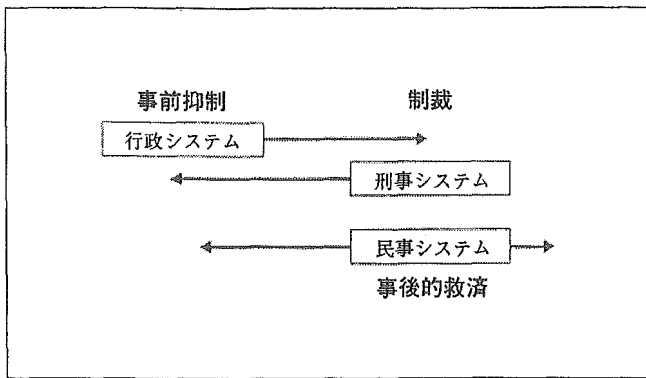 事前抑制 制裁
行政システム
刑事システム
民事システム
事後的救済